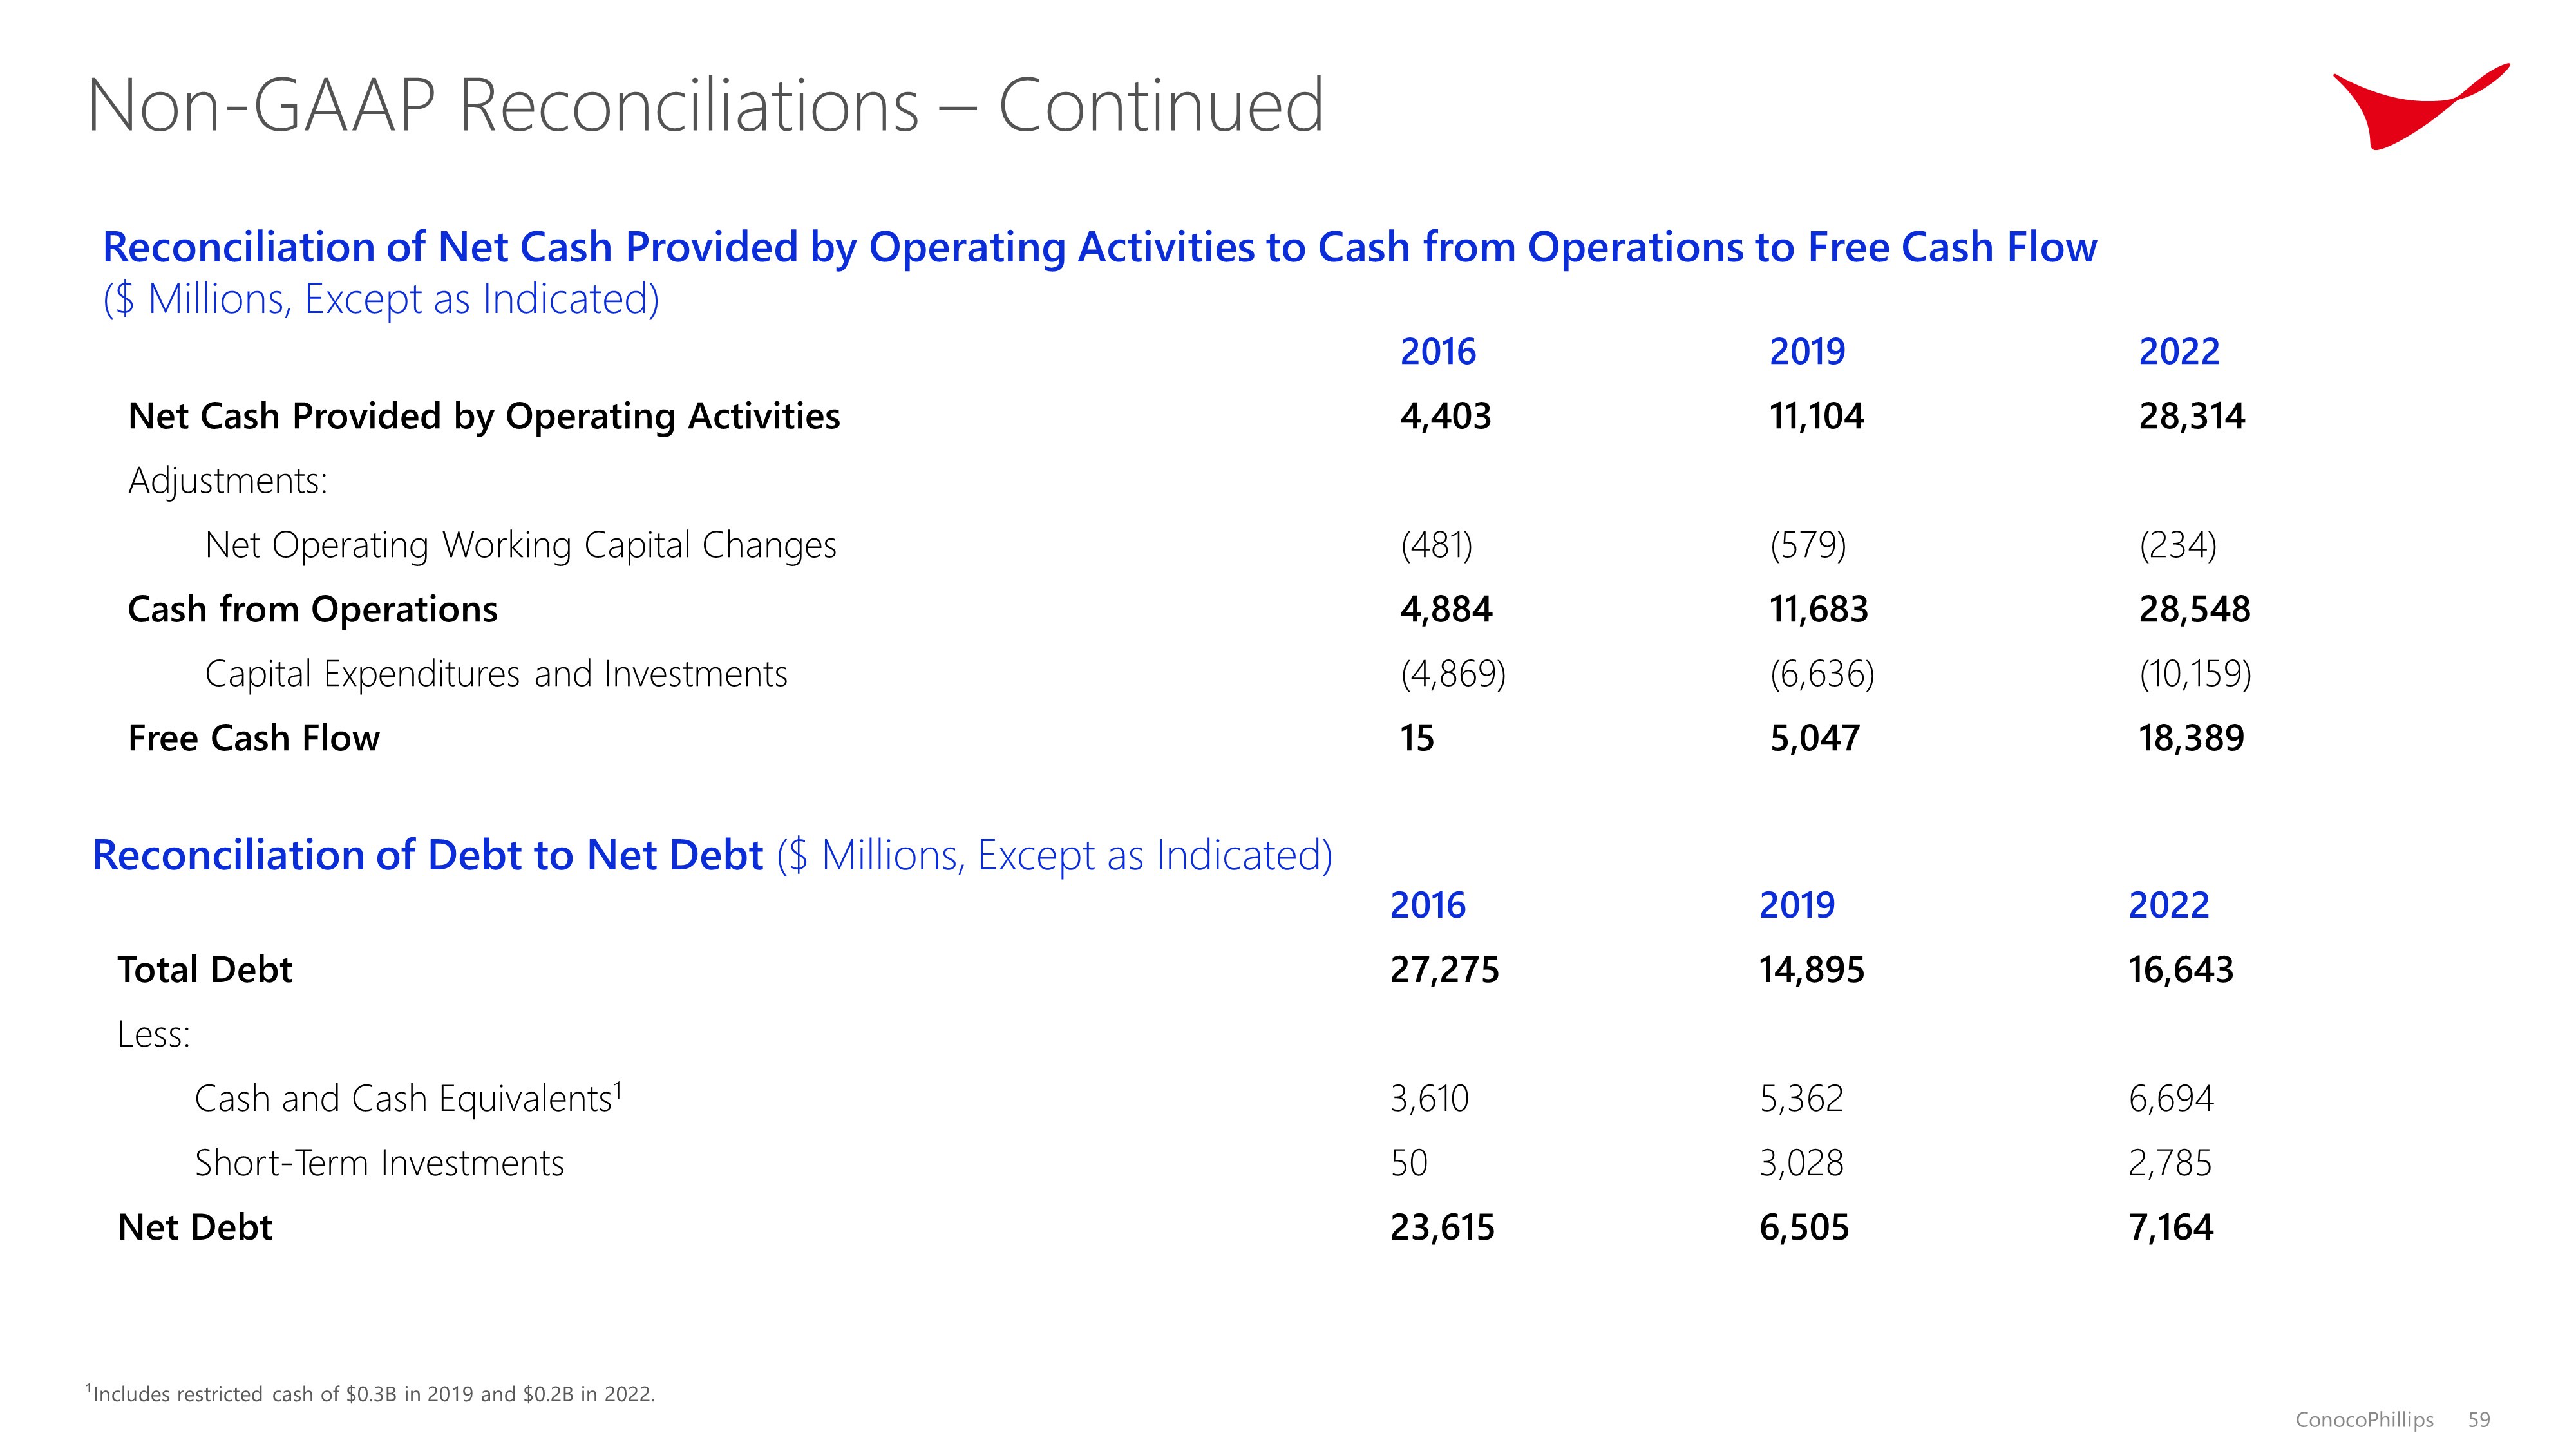 Non-GAAP Reconciliations – Continued
Reconciliation of Net Cash Provided by Operating Activities to Cash from Operations to Free Cash Flow
($ Millions, Except as Indicated)
2016 2019 2022
Net Cash Provided by Operating Activities 4,403 11,104 28,314
Adjustments:
Net Operating Working Capital Changes (481) (579) (234)
Cash from Operations 4,884 11,683 28,548
Capital Expenditures and Investments (4,869) (6,636) (10,159)
Free Cash Flow 15 5,047 18,389
Reconciliation of Debt to Net Debt ($ Millions, Except as Indicated)
2016 2019 2022
Total Debt 27,275 14,895 16,643
Less:
Cash and Cash Equivalents¹ 3,610 5,362 6,694
Short-Term Investments 50 3,028 2,785
Net Debt 23,615 6,505 7,164
¹Includes restricted cash of $0.3B in 2019 and $0.2B in 2022.
ConocoPhillips 59